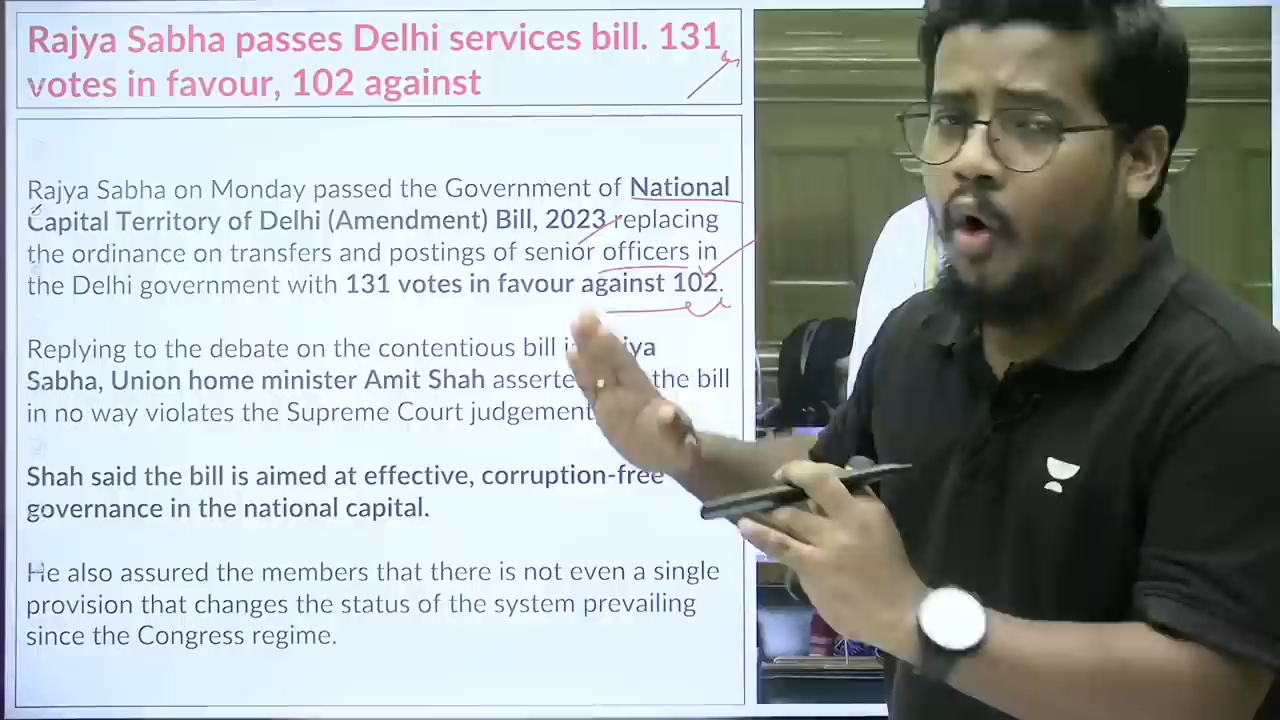 Rajya Sabha passes Delhi services bill. 131
votes in favour, 102 against
Rajya Sabha on Monday passed the Government of National
Capital Territory of Delhi (Amendment) Bill, 2023 replacing
the ordinance on transfers and postings of senior officers in
the Delhi government with 131 votes in favour against 102.
Replying to the debate on the contentious bill
Sabha, Union home minister Amit Shah the bill
in no way violates the Supreme Court judgement
Shah said the bill is aimed at effective, corruption-free
governance in the national capital.
He also assured the members that there is not even a single
provision that changes the status of the system prevailing
since the Congress regime.